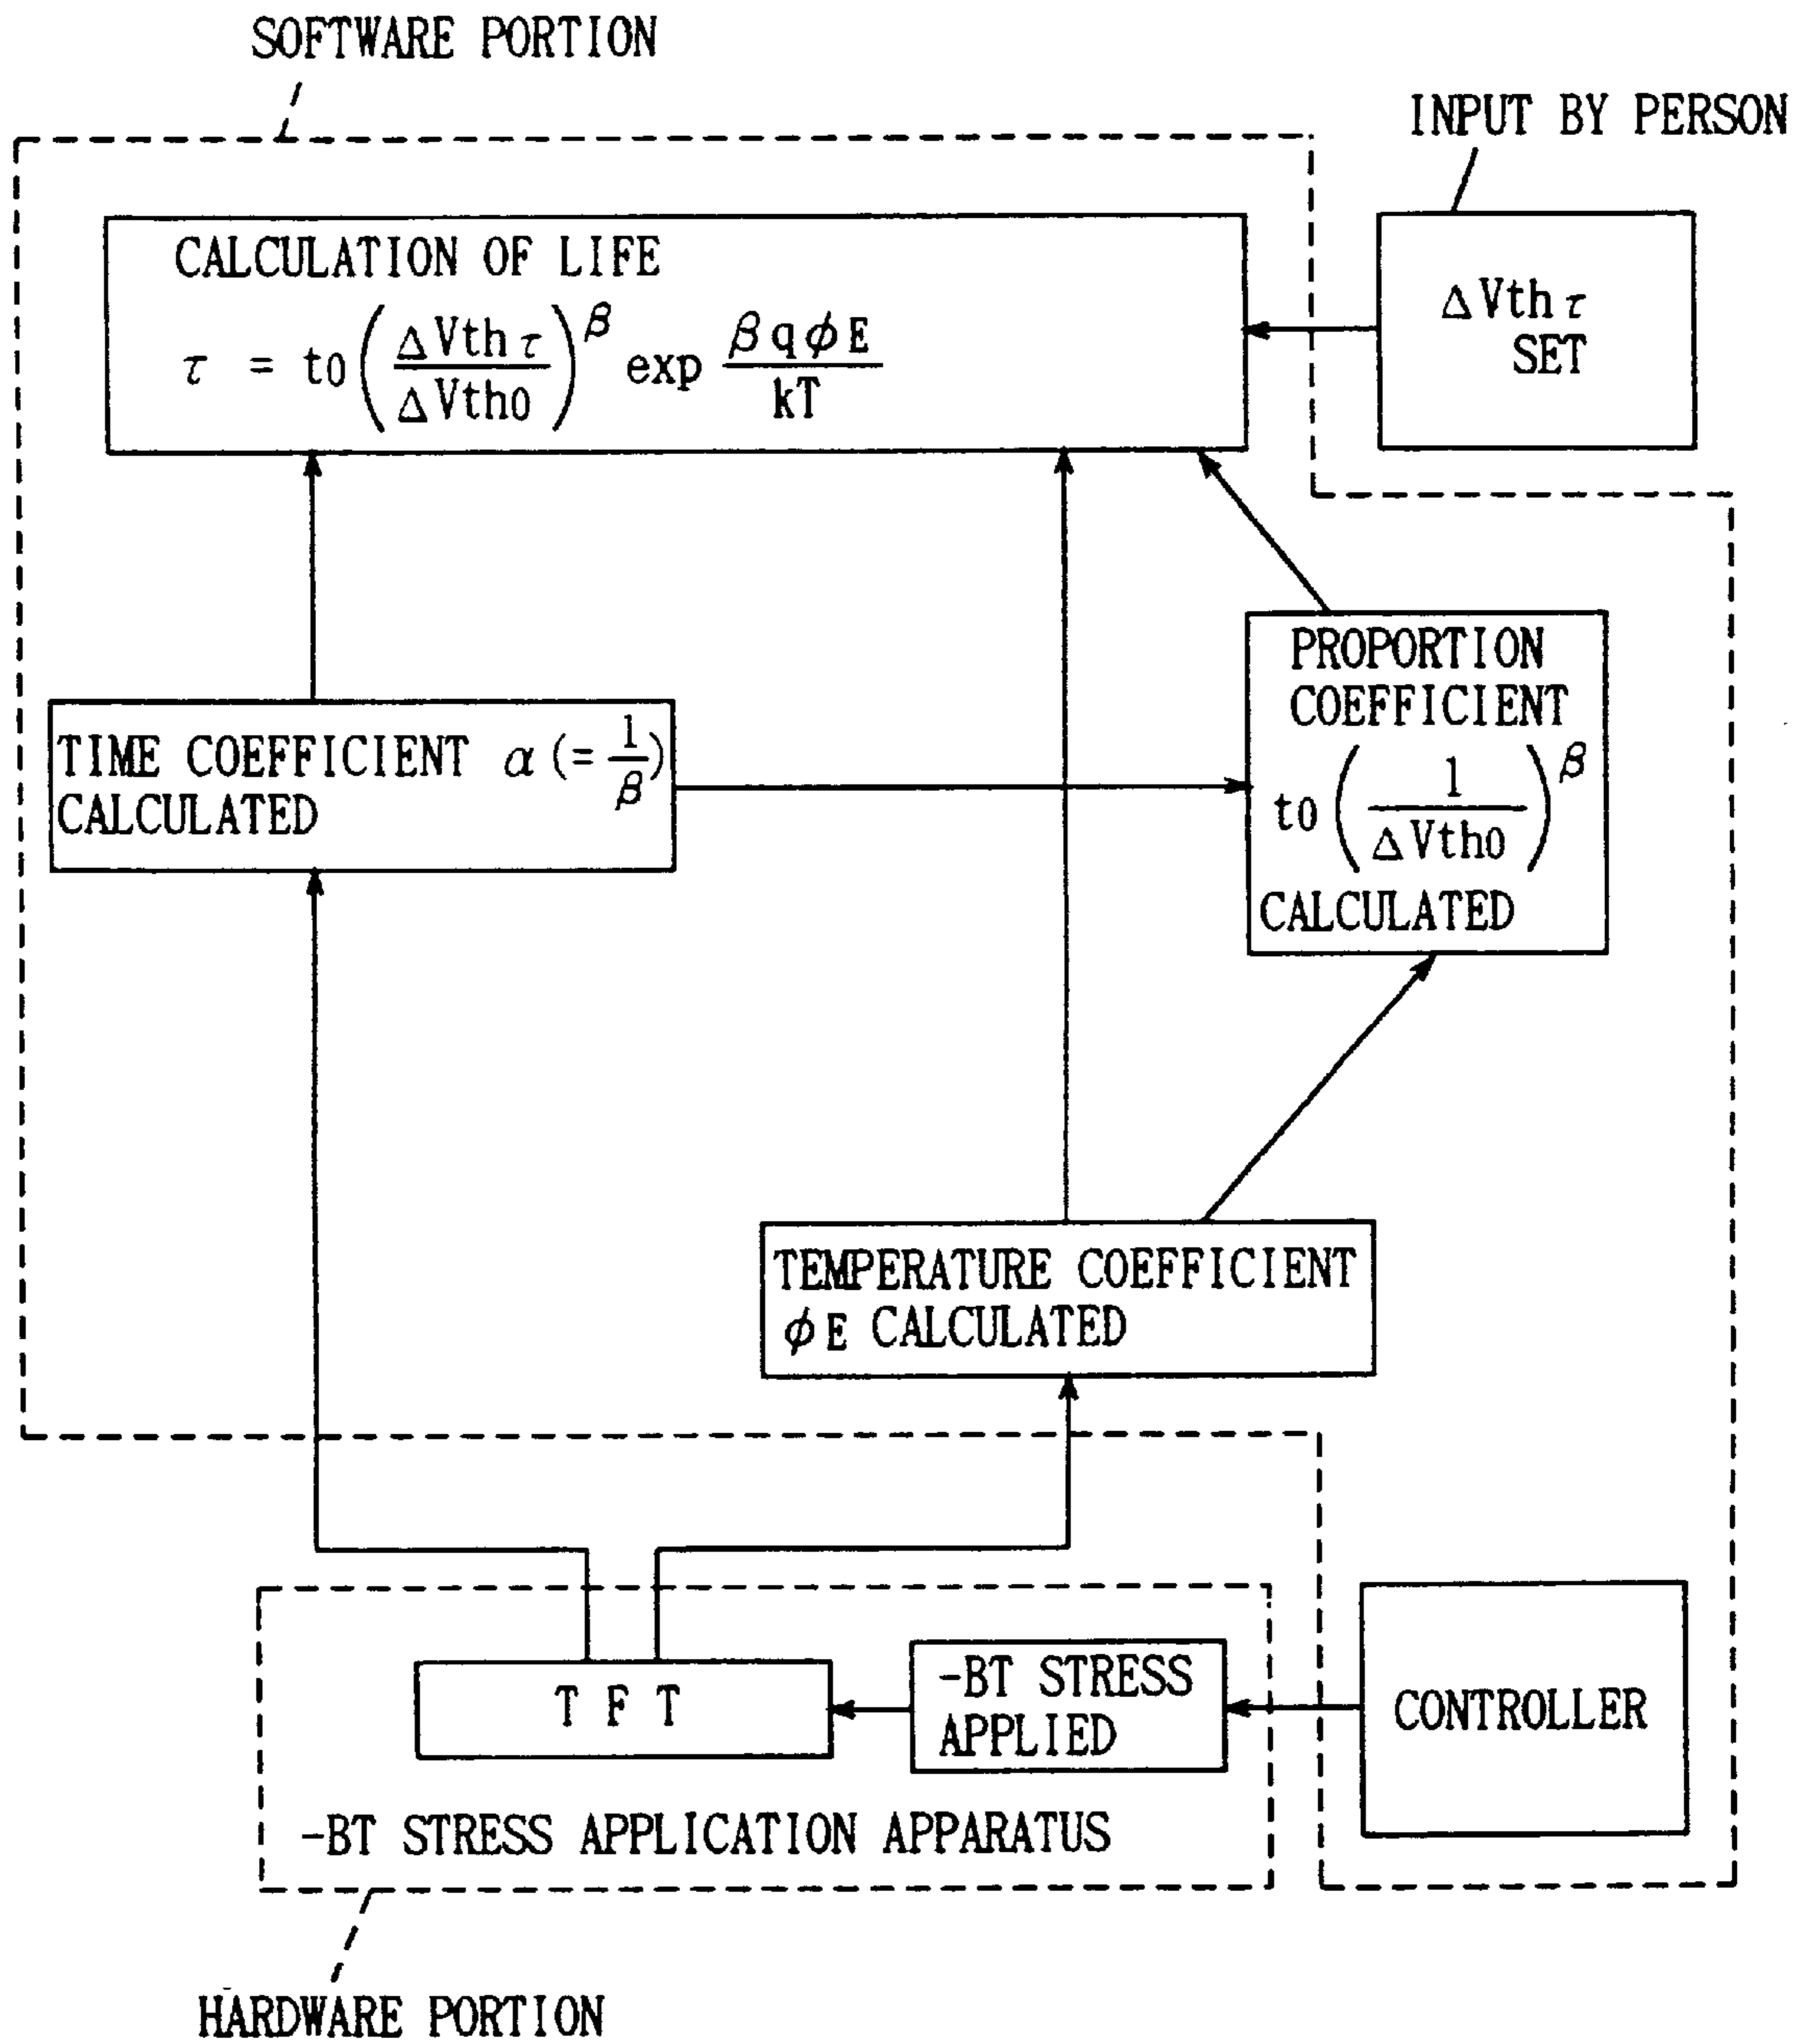 SOFTWARE PORTION
INPUT BY PERSON
CALCULATION OF LIFE
τ = t0 (ΔVthτ / ΔVth0)^β exp βqϕE / kT
ΔVthτ
SET
PROPORTION
COEFFICIENT
t0 (1 / ΔVth0)^β
CALCULATED
TIME COEFFICIENT α (= 1/β)
CALCULATED
TEMPERATURE COEFFICIENT
ϕE CALCULATED
TFT
-BT STRESS
APPLIED
CONTROLLER
-BT STRESS APPLICATION APPARATUS
HARDWARE PORTION